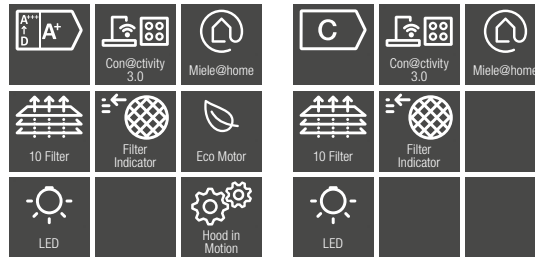 A+++
↑
D
A+
Con@ctivity
3.0
Miele@home
C
Con@ctivity
3.0
Miele@home
10 Filter
Filter
Indicator
Eco Motor
10 Filter
Filter
Indicator
LED
Hood in
Motion
LED